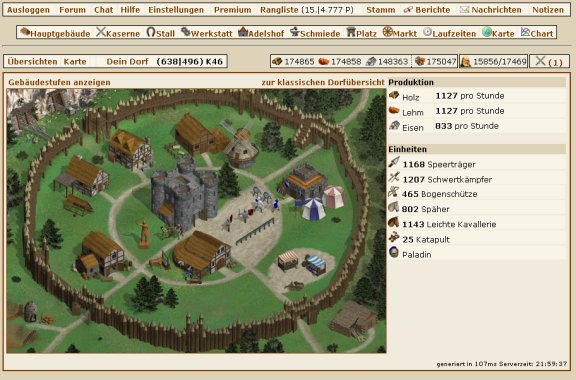 Ausloggen Forum Chat Hilfe Einstellungen Premium Rangliste (15.|4.777 P) Stamm Berichte Nachrichten Notizen
Hauptgebäude Kaserne Stall Werkstatt Adelshof Schmiede Platz Markt Laufzeiten Karte Chart
Übersichten Karte Dein Dorf (638|496) K46 174865 174858 148363 175047 15856/17469 (1)
Gebäudestufen anzeigen zur klassischen Dorfübersicht
Produktion
Holz 1127 pro Stunde
Lehm 1127 pro Stunde
Eisen 833 pro Stunde
Einheiten
1168 Speerträger
1207 Schwertkämpfer
465 Bogenschütze
802 Späher
1143 Leichte Kavallerie
25 Katapult
Paladin
generiert in 107ms Serverzeit: 21:59:37